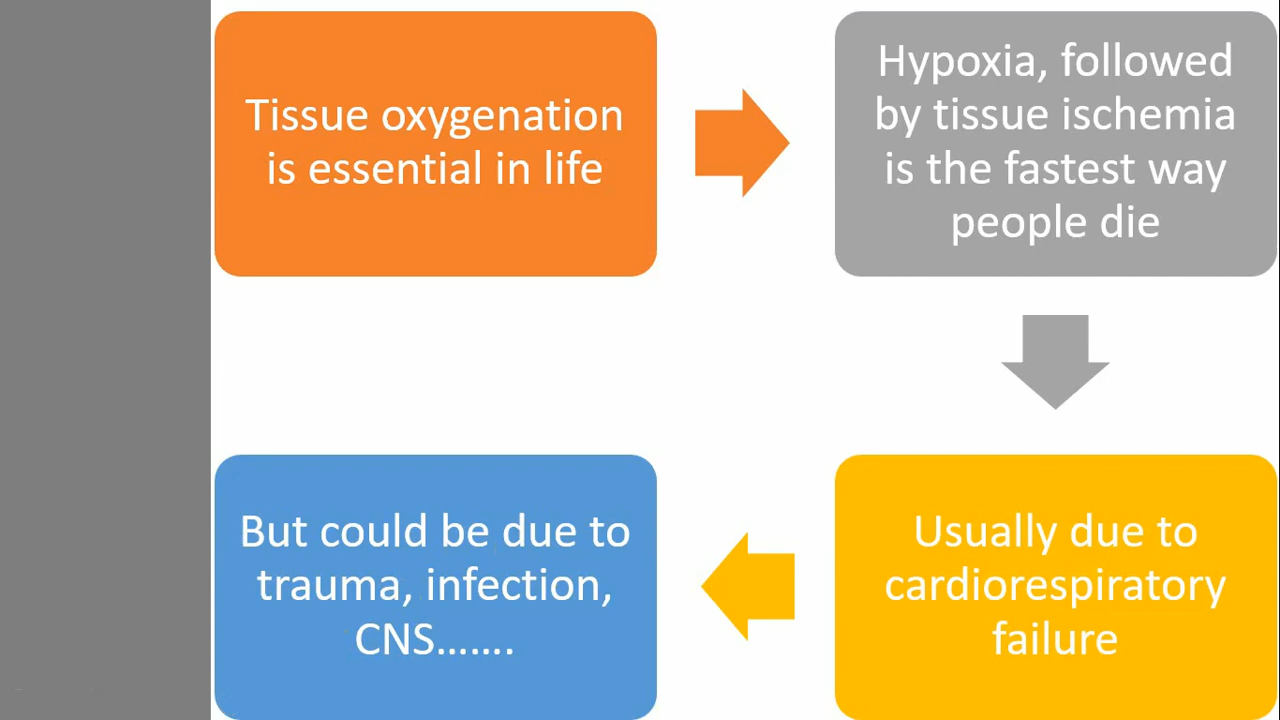 Tissue oxygenation
is essential in life
Hypoxia, followed
by tissue ischemia
is the fastest way
people die
Usually due to
cardiorespiratory
failure
But could be due to
trauma, infection,
CNS.......